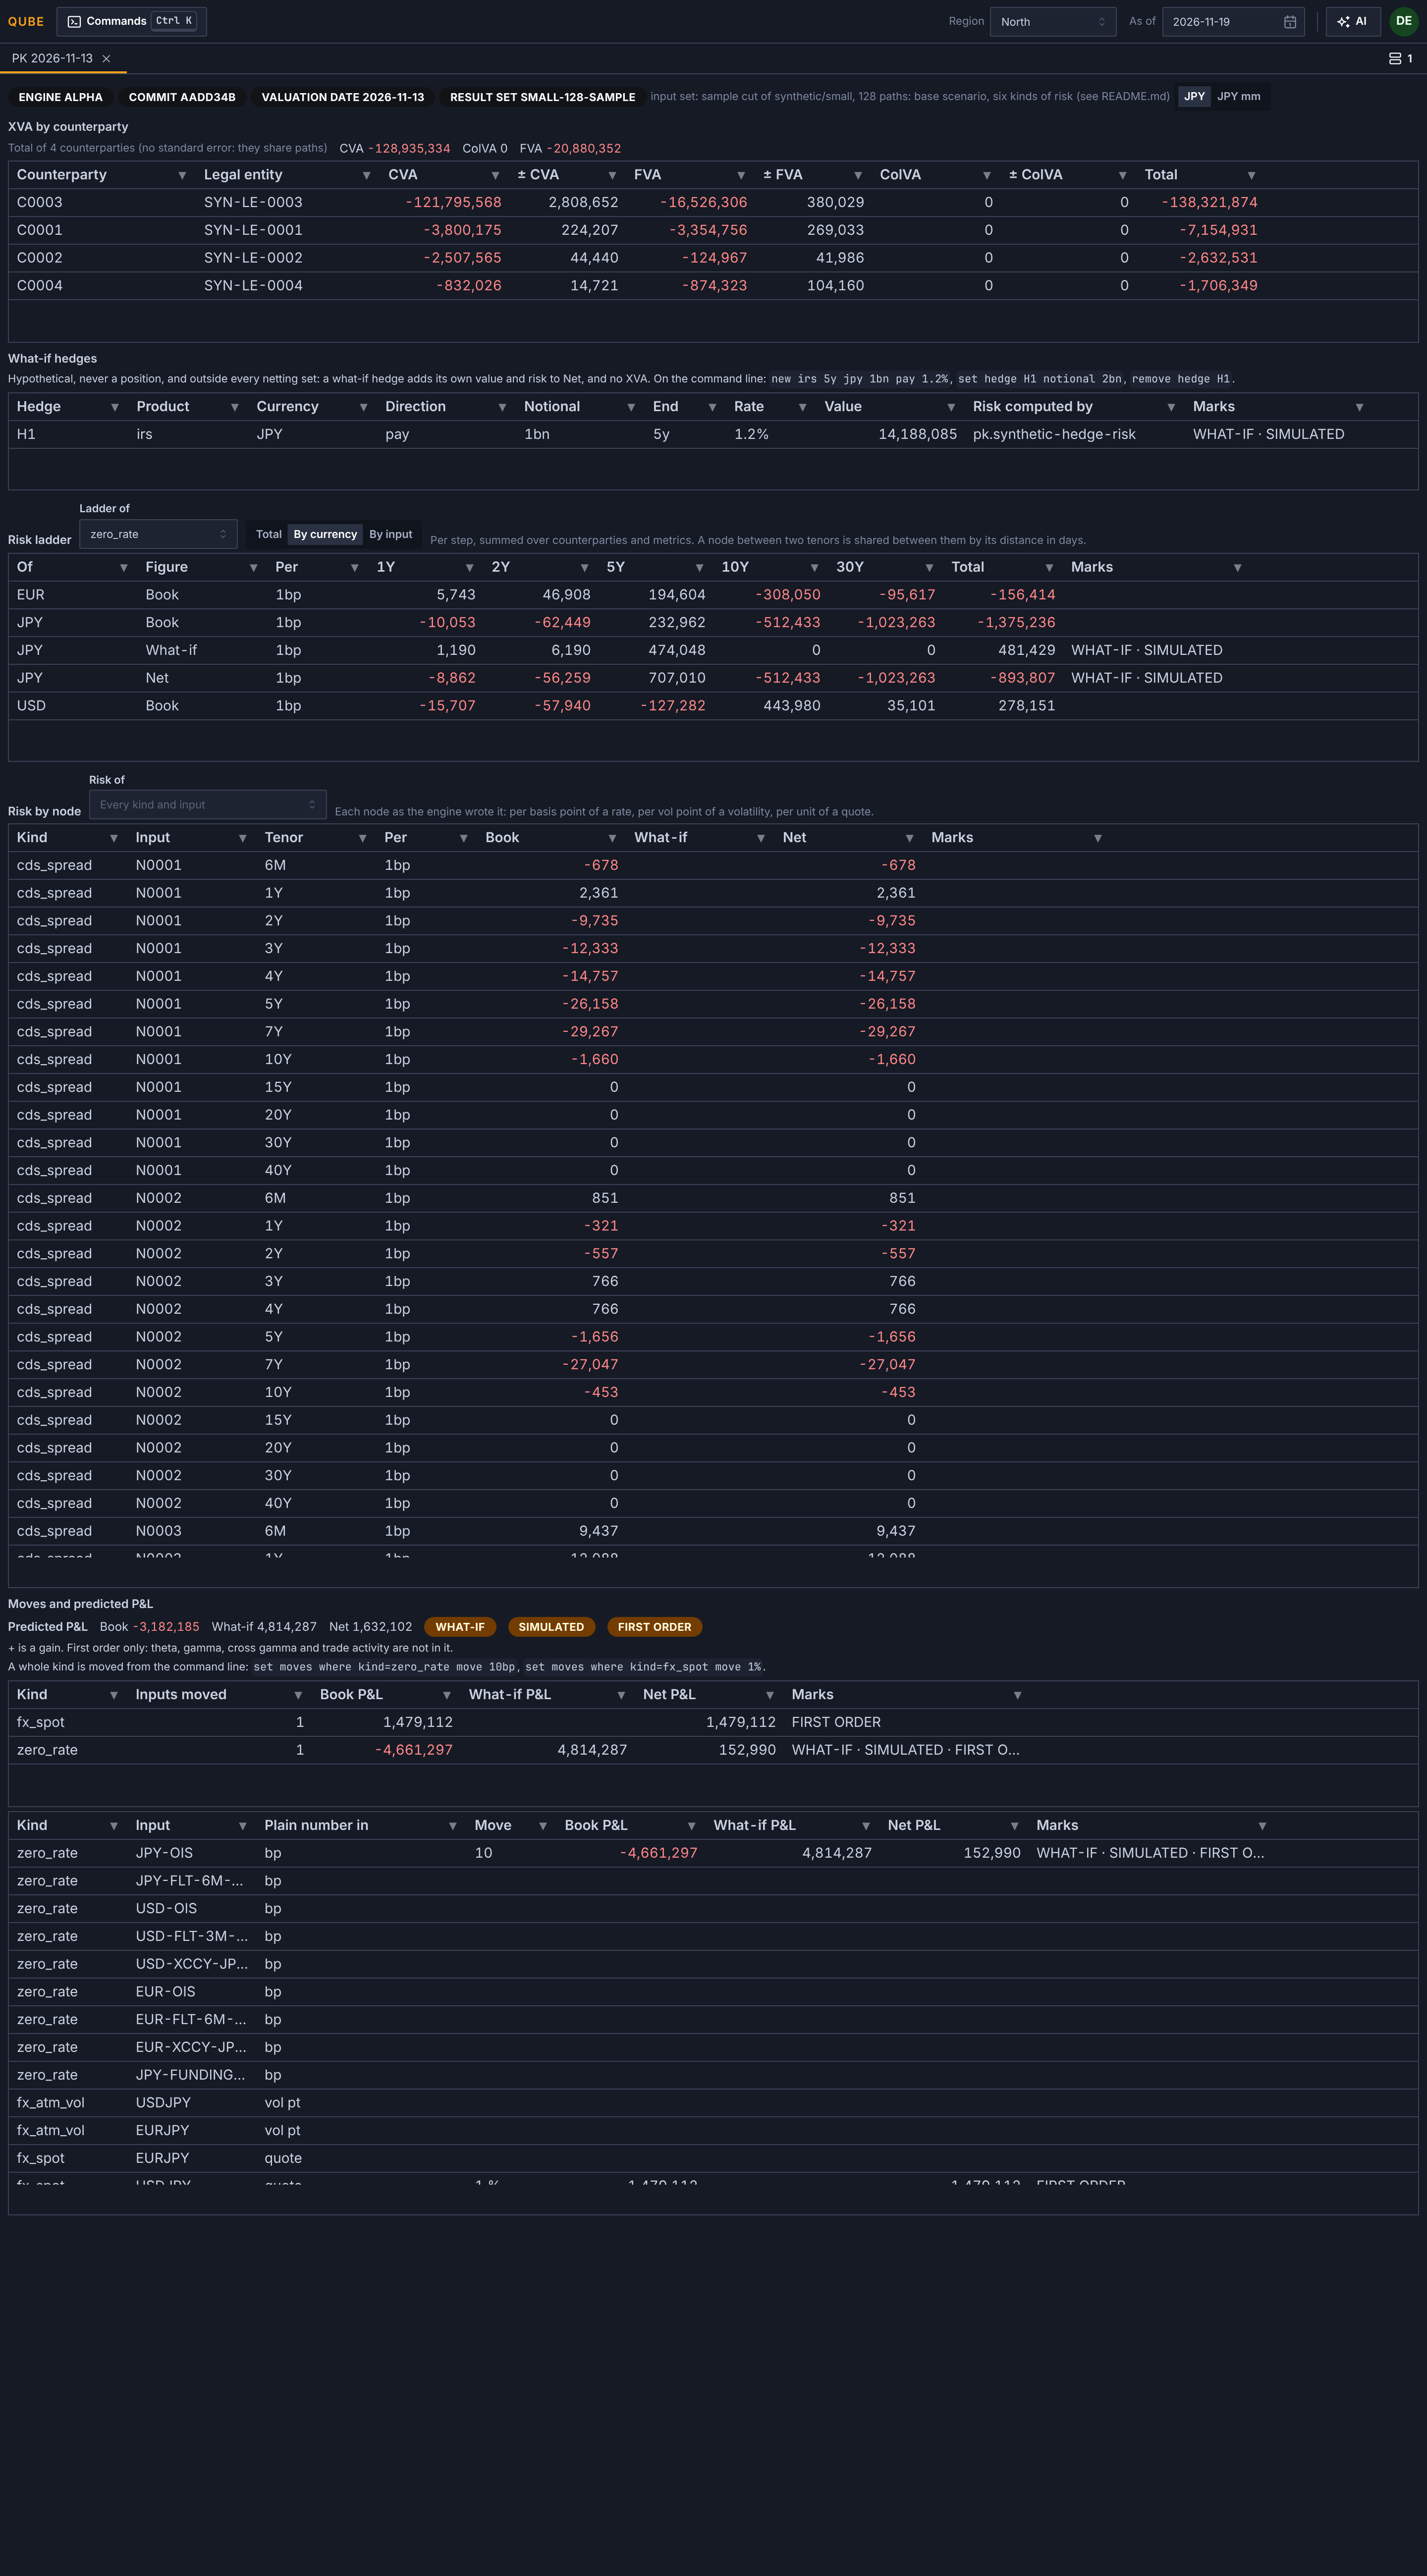 QUBE Commands Ctrl K Region North As of 2026-11-19 AI DE
PK 2026-11-13 1
ENGINE ALPHA COMMIT AADD34B VALUATION DATE 2026-11-13 RESULT SET SMALL-128-SAMPLE input set: sample cut of synthetic/small, 128 paths: base scenario, six kinds of risk (see README.md) JPY JPY mm
XVA by counterparty
Total of 4 counterparties (no standard error: they share paths) CVA -128,935,334 ColVA 0 FVA -20,880,352
Counterparty Legal entity CVA ± CVA FVA ± FVA ColVA ± ColVA Total
C0003 SYN-LE-0003 -121,795,568 2,808,652 -16,526,306 380,029 0 0 -138,321,874
C0001 SYN-LE-0001 -3,800,175 224,207 -3,354,756 269,033 0 0 -7,154,931
C0002 SYN-LE-0002 -2,507,565 44,440 -124,967 41,986 0 0 -2,632,531
C0004 SYN-LE-0004 -832,026 14,721 -874,323 104,160 0 0 -1,706,349
What-if hedges
Hypothetical, never a position, and outside every netting set: a what-if hedge adds its own value and risk to Net, and no XVA. On the command line: new irs 5y jpy 1bn pay 1.2%, set hedge H1 notional 2bn, remove hedge H1.
Hedge Product Currency Direction Notional End Rate Value Risk computed by Marks
H1 irs JPY pay 1bn 5y 1.2% 14,188,085 pk.synthetic-hedge-risk WHAT-IF · SIMULATED
Ladder of
Risk ladder zero_rate Total By currency By input Per step, summed over counterparties and metrics. A node between two tenors is shared between them by its distance in days.
Of Figure Per 1Y 2Y 5Y 10Y 30Y Total Marks
EUR Book 1bp 5,743 46,908 194,604 -308,050 -95,617 -156,414
JPY Book 1bp -10,053 -62,449 232,962 -512,433 -1,023,263 -1,375,236
JPY What-if 1bp 1,190 6,190 474,048 0 0 481,429 WHAT-IF · SIMULATED
JPY Net 1bp -8,862 -56,259 707,010 -512,433 -1,023,263 -893,807 WHAT-IF · SIMULATED
USD Book 1bp -15,707 -57,940 -127,282 443,980 35,101 278,151
Risk of
Risk by node Every kind and input Each node as the engine wrote it: per basis point of a rate, per vol point of a volatility, per unit of a quote.
Kind Input Tenor Per Book What-if Net Marks
cds_spread N0001 6M 1bp -678 -678
cds_spread N0001 1Y 1bp 2,361 2,361
cds_spread N0001 2Y 1bp -9,735 -9,735
cds_spread N0001 3Y 1bp -12,333 -12,333
cds_spread N0001 4Y 1bp -14,757 -14,757
cds_spread N0001 5Y 1bp -26,158 -26,158
cds_spread N0001 7Y 1bp -29,267 -29,267
cds_spread N0001 10Y 1bp -1,660 -1,660
cds_spread N0001 15Y 1bp 0 0
cds_spread N0001 20Y 1bp 0 0
cds_spread N0001 30Y 1bp 0 0
cds_spread N0001 40Y 1bp 0 0
cds_spread N0002 6M 1bp 851 851
cds_spread N0002 1Y 1bp -321 -321
cds_spread N0002 2Y 1bp -557 -557
cds_spread N0002 3Y 1bp 766 766
cds_spread N0002 4Y 1bp 766 766
cds_spread N0002 5Y 1bp -1,656 -1,656
cds_spread N0002 7Y 1bp -27,047 -27,047
cds_spread N0002 10Y 1bp -453 -453
cds_spread N0002 15Y 1bp 0 0
cds_spread N0002 20Y 1bp 0 0
cds_spread N0002 30Y 1bp 0 0
cds_spread N0002 40Y 1bp 0 0
cds_spread N0003 6M 1bp 9,437 9,437
Moves and predicted P&L
Predicted P&L Book -3,182,185 What-if 4,814,287 Net 1,632,102 WHAT-IF SIMULATED FIRST ORDER
+ is a gain. First order only: theta, gamma, cross gamma and trade activity are not in it.
A whole kind is moved from the command line: set moves where kind=zero_rate move 10bp, set moves where kind=fx_spot move 1%.
Kind Inputs moved Book P&L What-if P&L Net P&L Marks
fx_spot 1 1,479,112 1,479,112 FIRST ORDER
zero_rate 1 -4,661,297 4,814,287 152,990 WHAT-IF · SIMULATED · FIRST O...
Kind Input Plain number in Move Book P&L What-if P&L Net P&L Marks
zero_rate JPY-OIS bp 10 -4,661,297 4,814,287 152,990 WHAT-IF · SIMULATED · FIRST O...
zero_rate JPY-FLT-6M-... bp
zero_rate USD-OIS bp
zero_rate USD-FLT-3M-... bp
zero_rate USD-XCCY-JP... bp
zero_rate EUR-OIS bp
zero_rate EUR-FLT-6M-... bp
zero_rate EUR-XCCY-JP... bp
zero_rate JPY-FUNDING... bp
fx_atm_vol USDJPY vol pt
fx_atm_vol EURJPY vol pt
fx_spot EURJPY quote